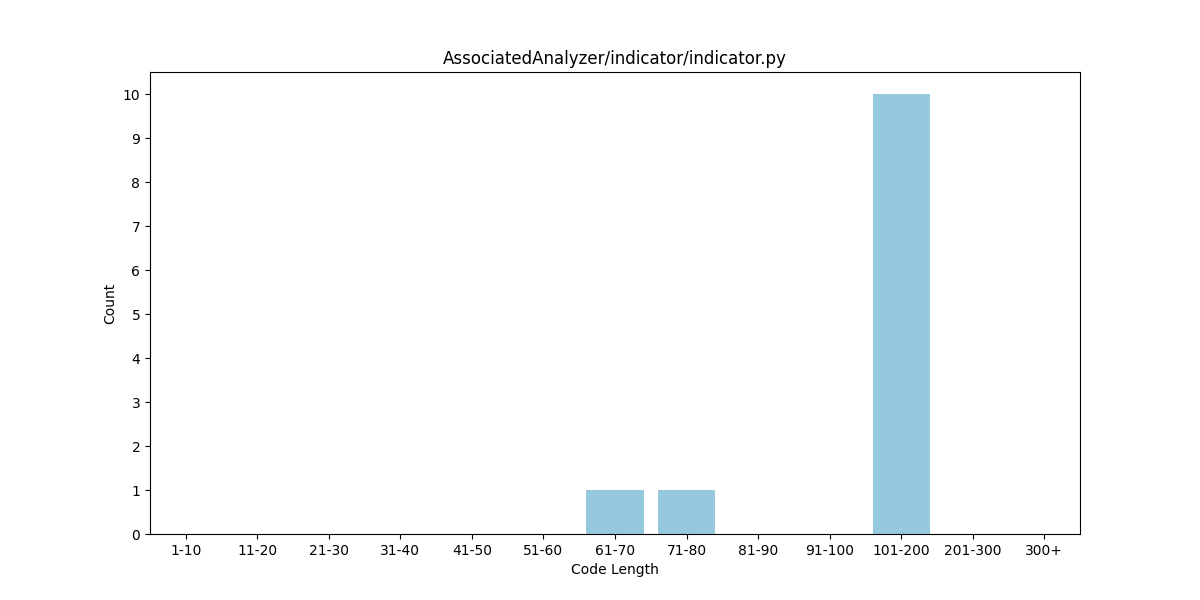 AssociatedAnalyzer/indicator/indicator.py
10
9
8
7
6
5
4
3
2
1
0
Count
1-10 11-20 21-30 31-40 41-50 51-60 61-70 71-80 81-90 91-100 101-200 201-300 300+
Code Length